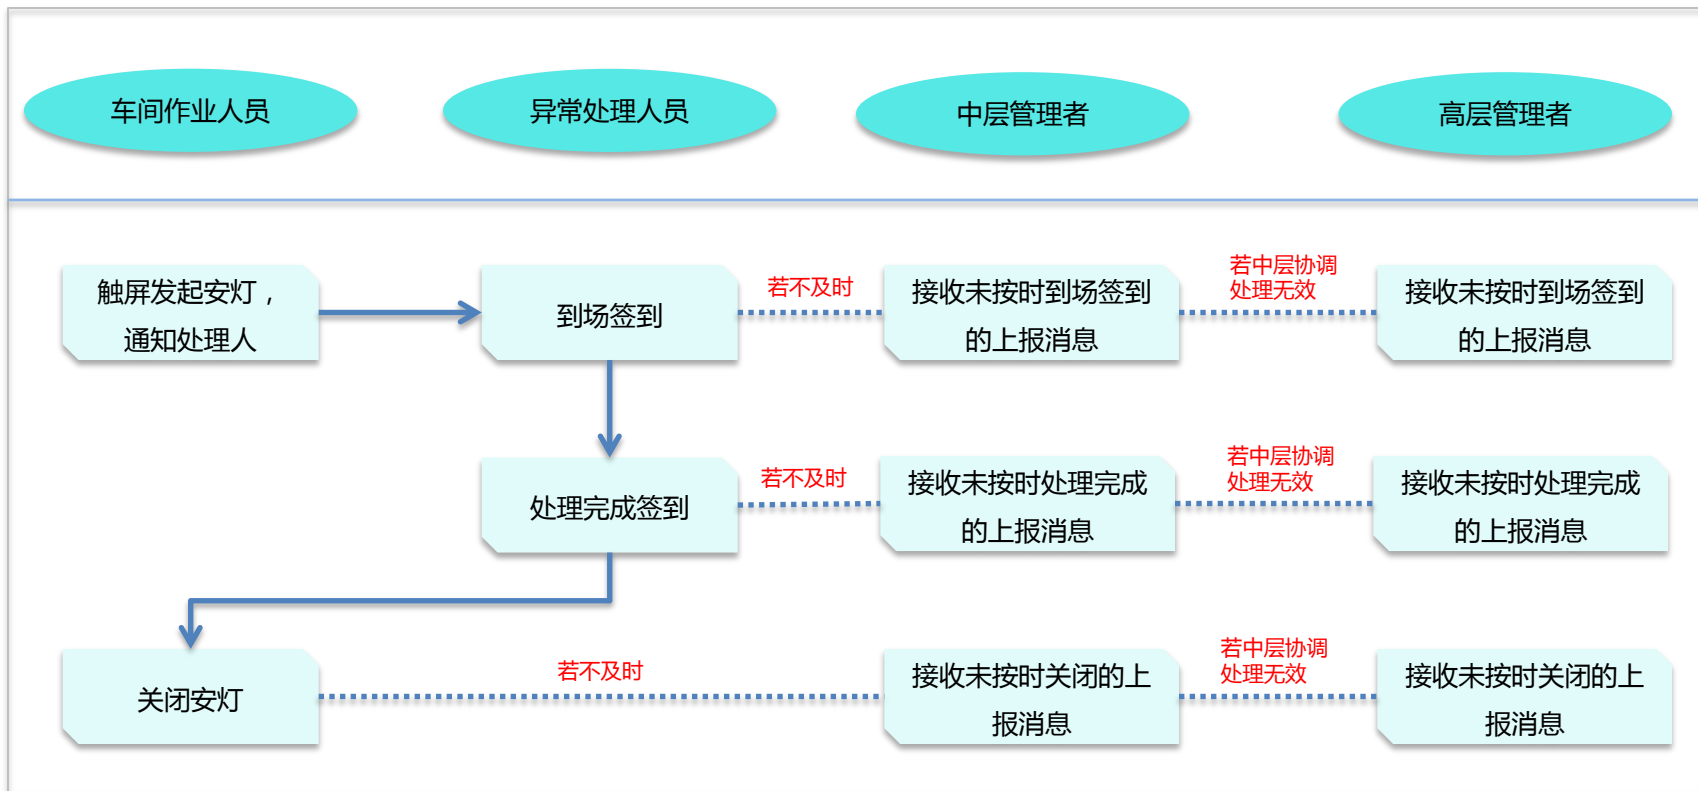 车间作业人员
异常处理人员
中层管理者
高层管理者
触屏发起安灯，
通知处理人
到场签到
若不及时
接收未按时到场签到
的上报消息
若中层协调
处理无效
接收未按时到场签到
的上报消息
处理完成签到
若不及时
接收未按时处理完成
的上报消息
若中层协调
处理无效
接收未按时处理完成
的上报消息
关闭安灯
若不及时
接收未按时关闭的上
报消息
若中层协调
处理无效
接收未按时关闭的上
报消息